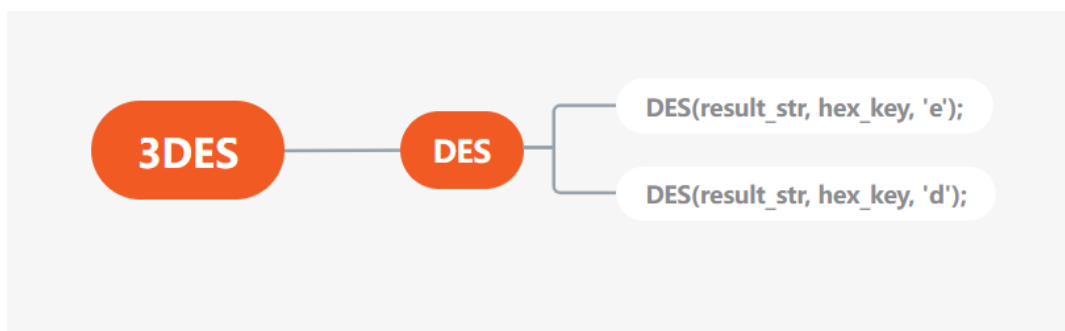 3DES
DES
DES(result_str, hex_key, 'e');
DES(result_str, hex_key, 'd');